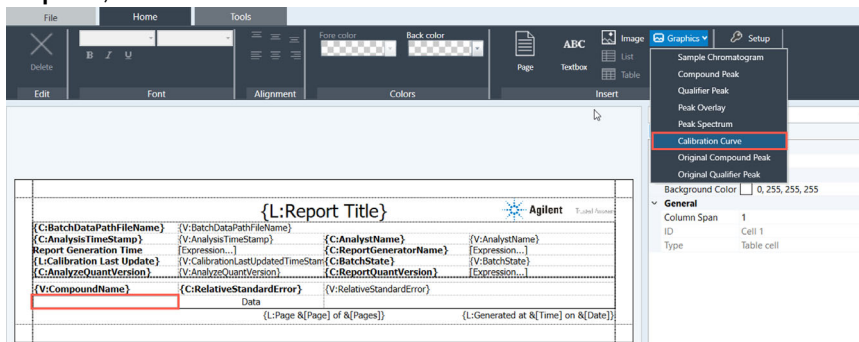 File Home Tools
Fore color Back color
Image Graphics Setup
ABC
List
Delete B I U Page Textbox Table
Edit Font Alignment Colors Insert
Sample Chromatogram
Compound Peak
Qualifier Peak
Peak Overlay
Peak Spectrum
Calibration Curve
Original Compound Peak
Original Qualifier Peak
Background Color 0, 255, 255, 255
General
Column Span 1
ID Cell 1
Type Table cell
{L:Report Title} Agilent Trusted Answers
{C:BatchDataPathFileName} {V:BatchDataPathFileName}
{C:AnalysisTimeStamp} {V:AnalysisTimeStamp} {C:AnalystName} {V:AnalystName}
Report Generation Time [Expression...] {C:ReportGeneratorName} [Expression...]
{L:Calibration Last Update} {V:CalibrationLastUpdatedTimeStam {C:BatchState} {V:BatchState}
{C:AnalyzeQuantVersion} {V:AnalyzeQuantVersion} {C:ReportQuantVersion} [Expression...]
{V:CompoundName} {C:RelativeStandardError} {V:RelativeStandardError}
Data
{L:Page &[Page] of &[Pages]} {L:Generated at &[Time] on &[Date]}